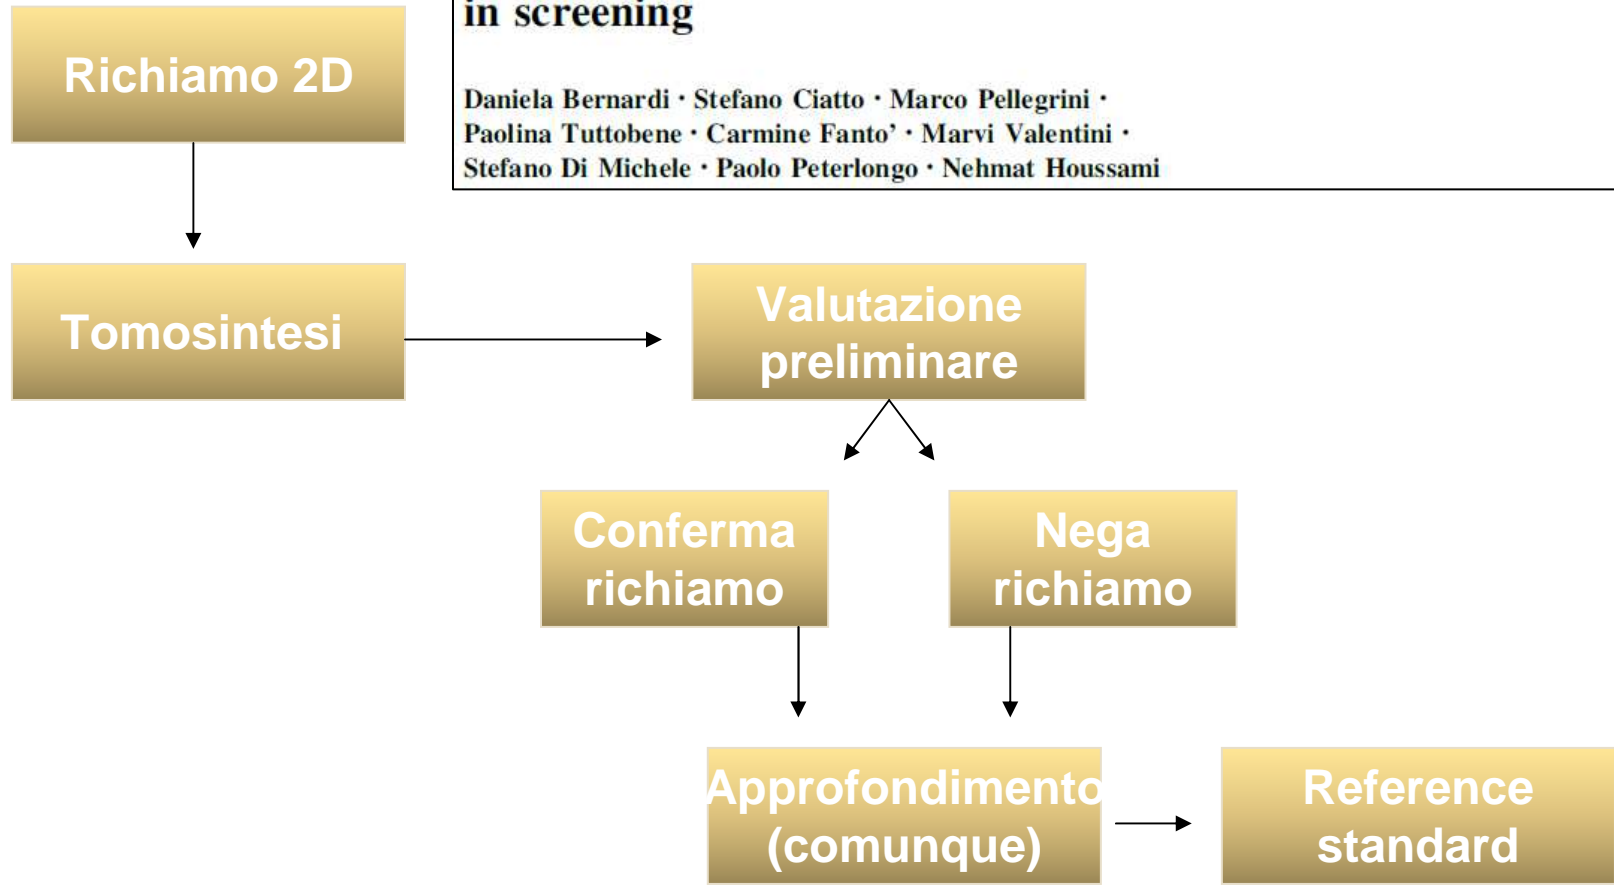 in screening
Richiamo 2D
Daniela Bernardi · Stefano Ciatto · Marco Pellegrini ·
Paolina Tuttobene · Carmine Fanto’ · Marvi Valentini ·
Stefano Di Michele · Paolo Peterlongo · Nehmat Houssami
Tomosintesi
Valutazione
preliminare
Conferma
richiamo
Nega
richiamo
Approfondimento
(comunque)
Reference
standard